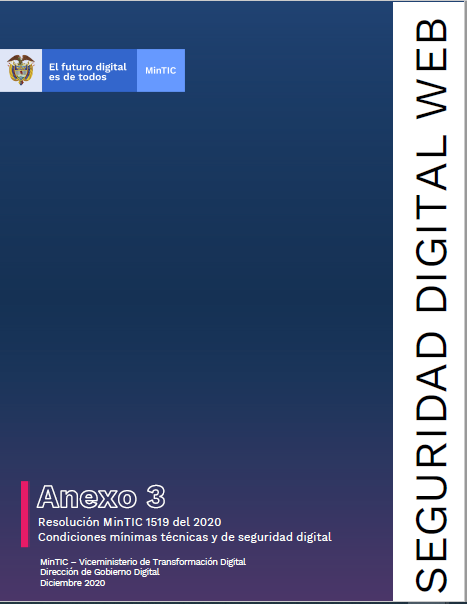 El futuro digital
es de todos
MinTIC
SEGURIDAD DIGITAL WEB
Anexo 3
Resolución MinTIC 1519 del 2020
Condiciones mínimas técnicas y de seguridad digital
MinTIC – Viceministerio de Transformación Digital
Dirección de Gobierno Digital
Diciembre 2020